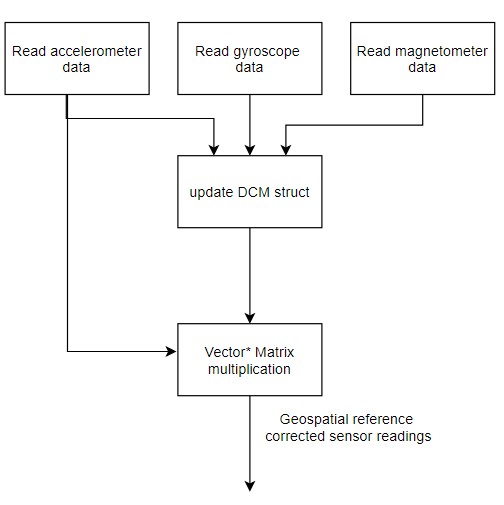 Read accelerometer
data
Read gyroscope
data
Read magnetometer
data
update DCM struct
Vector* Matrix
multiplication
Geospatial reference
corrected sensor readings